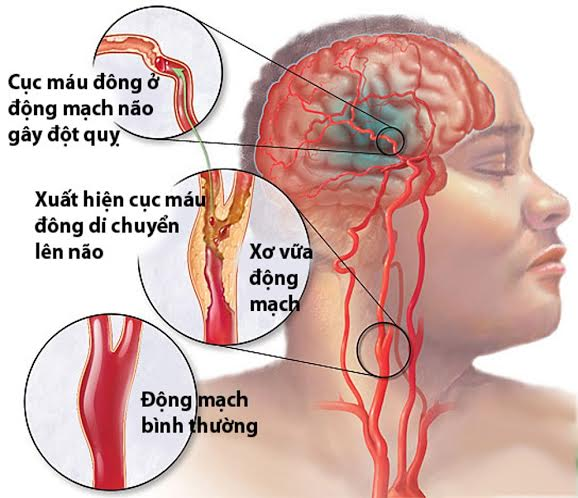 Cục máu đông ở
động mạch não
gây đột quỵ
Xuất hiện cục máu
đông di chuyển
lên não
Xơ vữa
động
mạch
Động mạch
bình thường